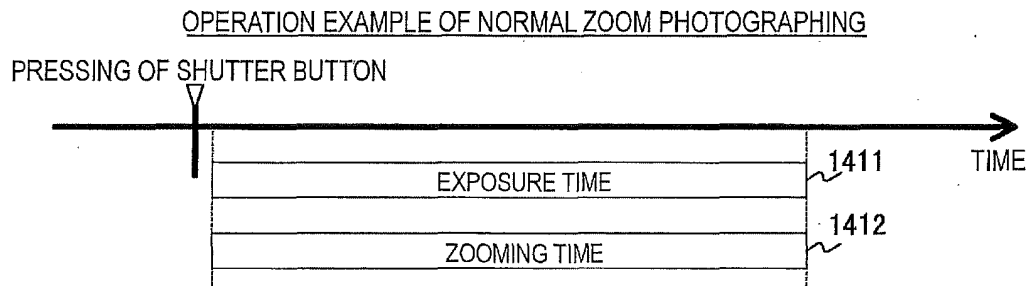 OPERATION EXAMPLE OF NORMAL ZOOM PHOTOGRAPHING
PRESSING OF SHUTTER BUTTON
TIME
EXPOSURE TIME
1411
ZOOMING TIME
1412